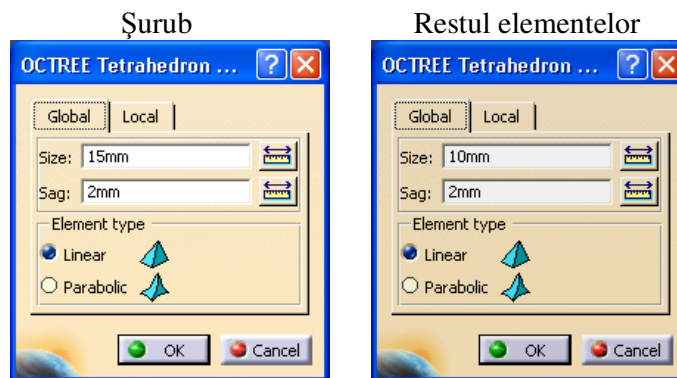 Şurub
OCTREE Tetrahedron ...
Global
Local
Size: 15mm
Sag: 2mm
Element type
Linear
Parabolic
OK
Cancel
Restul elementelor
OCTREE Tetrahedron ...
Global
Local
Size: 10mm
Sag: 2mm
Element type
Linear
Parabolic
OK
Cancel